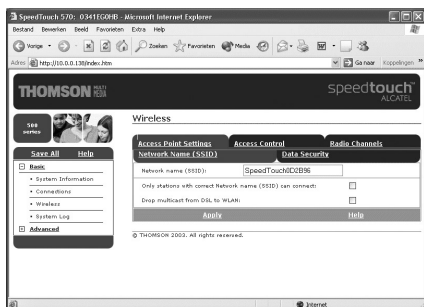 SpeedTouch 570: 0341EG0HB - Microsoft Internet Explorer
Bestand Bewerken Beeld Favorieten Extra Help
Vorige Zoeken Favorieten Media
Adres http://10.0.0.138/index.htm Ga naar Koppelingen
THOMSON MULTI MEDIA
speedtouch
ALCATEL
500 series
Save All Help
Basic
System Information
Connections
Wireless
System Log
Advanced
Wireless
Access Point Settings Access Control Radio Channels
Network Name (SSID) Data Security
Network name (SSID): SpeedTouch0D2B96
Only stations with correct Network name (SSID) can connect:
Drop multicast from DSL to WLAN:
Apply Help
© THOMSON 2003. All rights reserved.
Internet